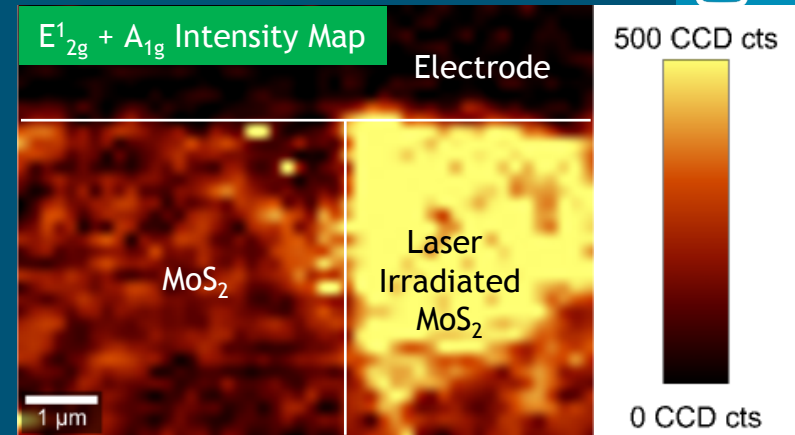 E¹₂g + A₁g Intensity Map
Electrode
MoS₂
Laser
Irradiated
MoS₂
1 µm
500 CCD cts
0 CCD cts